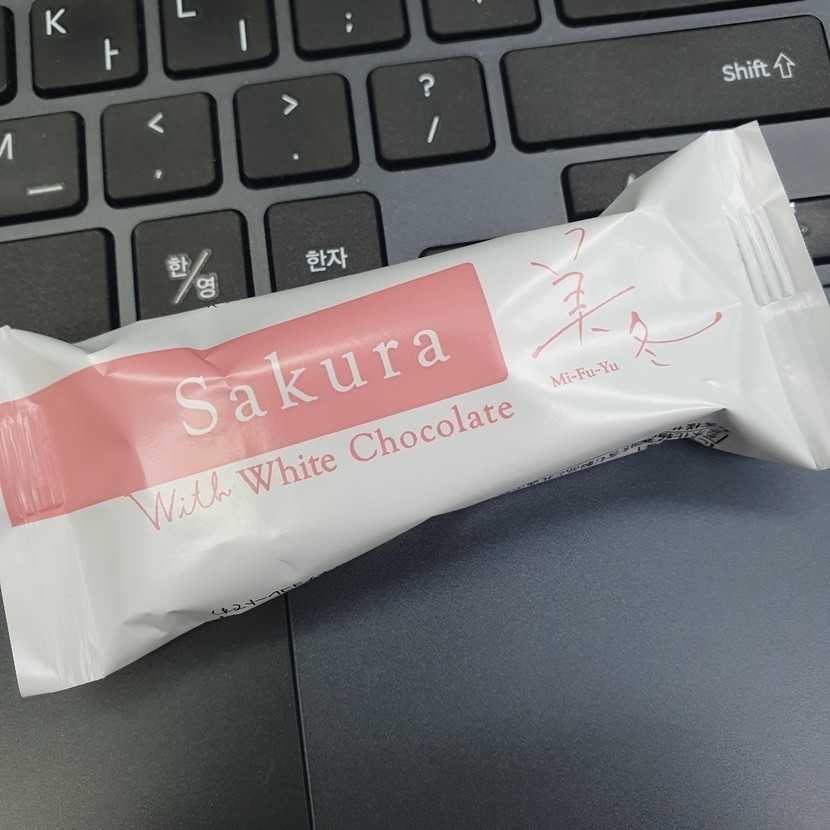 K ㅏ
L ㅣ
: ;
M ㅡ
< ,
> .
? /
Shift
한/영
한자
Sakura
With White Chocolate
美冬
Mi-Fu-Yu